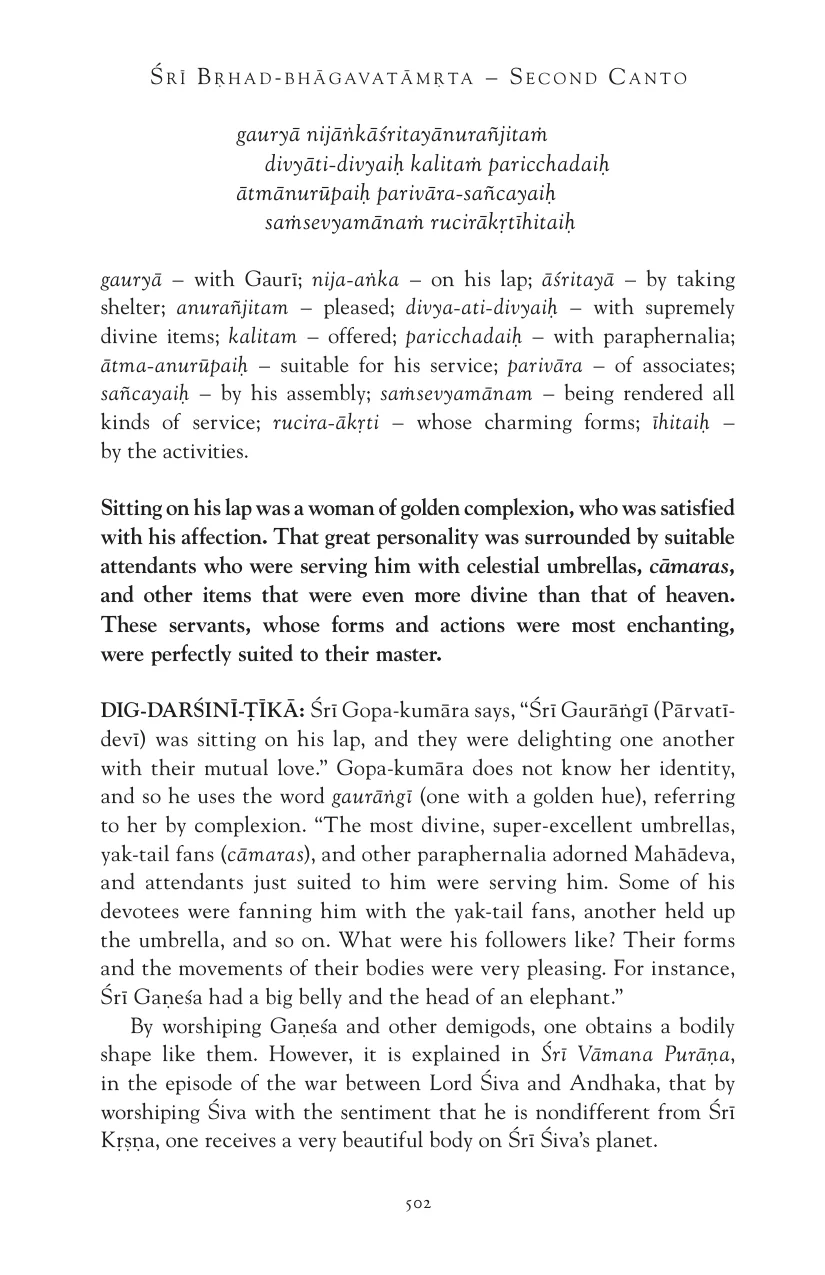 Śrī Bṛhad-bhāgavatāmṛta – Second Canto
gauryā nijāṅkāśritayānurañjitaṁ
divyāti-divyaiḥ kalitaṁ paricchadaiḥ
ātmānurūpaiḥ parivāra-sañcayaiḥ
saṁsevyamānaṁ rucirākṛtīhitaiḥ
gauryā – with Gaurī; nija-aṅka – on his lap; āśritayā – by taking
shelter; anurañjitam – pleased; divya-ati-divyaiḥ – with supremely
divine items; kalitam – offered; paricchadaiḥ – with paraphernalia;
ātma-anurūpaiḥ – suitable for his service; parivāra – of associates;
sañcayaiḥ – by his assembly; saṁsevyamānam – being rendered all
kinds of service; rucira-ākṛti – whose charming forms; īhitaiḥ –
by the activities.
Sitting on his lap was a woman of golden complexion, who was satisfied
with his affection. That great personality was surrounded by suitable
attendants who were serving him with celestial umbrellas, cāmaras,
and other items that were even more divine than that of heaven.
These servants, whose forms and actions were most enchanting,
were perfectly suited to their master.
DIG-DARŚINĪ-ṬĪKĀ: Śrī Gopa-kumāra says, “Śrī Gaurāṅgī (Pārvatī-
devī) was sitting on his lap, and they were delighting one another
with their mutual love.” Gopa-kumāra does not know her identity,
and so he uses the word gaurāṅgī (one with a golden hue), referring
to her by complexion. “The most divine, super-excellent umbrellas,
yak-tail fans (cāmaras), and other paraphernalia adorned Mahādeva,
and attendants just suited to him were serving him. Some of his
devotees were fanning him with the yak-tail fans, another held up
the umbrella, and so on. What were his followers like? Their forms
and the movements of their bodies were very pleasing. For instance,
Śrī Gaṇeśa had a big belly and the head of an elephant.”
By worshiping Gaṇeśa and other demigods, one obtains a bodily
shape like them. However, it is explained in Śrī Vāmana Purāṇa,
in the episode of the war between Lord Śiva and Andhaka, that by
worshiping Śiva with the sentiment that he is nondifferent from Śrī
Kṛṣṇa, one receives a very beautiful body on Śrī Śiva’s planet.
502